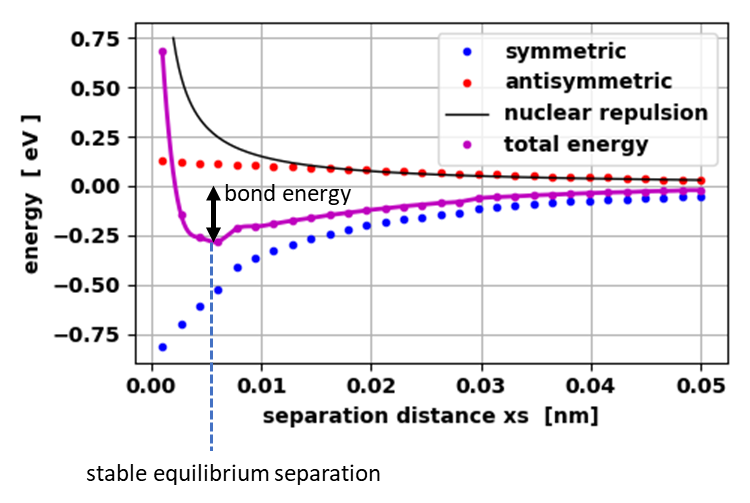 energy [ eV ]
0.75
0.50
0.25
0.00
−0.25
−0.50
−0.75
symmetric
antisymmetric
nuclear repulsion
total energy
bond energy
0.00 0.01 0.02 0.03 0.04 0.05
separation distance xs [nm]
stable equilibrium separation